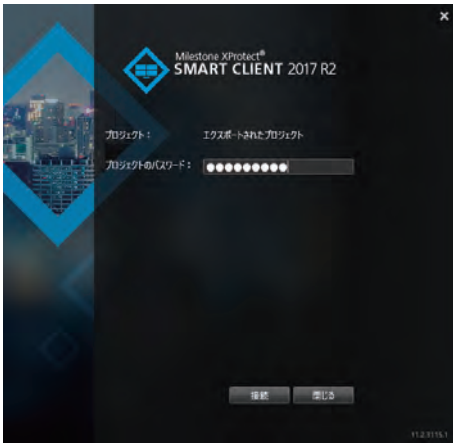 Milestone XProtect®
SMART CLIENT 2017 R2
プロジェクト： エクスポートされたプロジェクト
プロジェクトのパスワード： ●●●●●●●●●
接続 閉じる